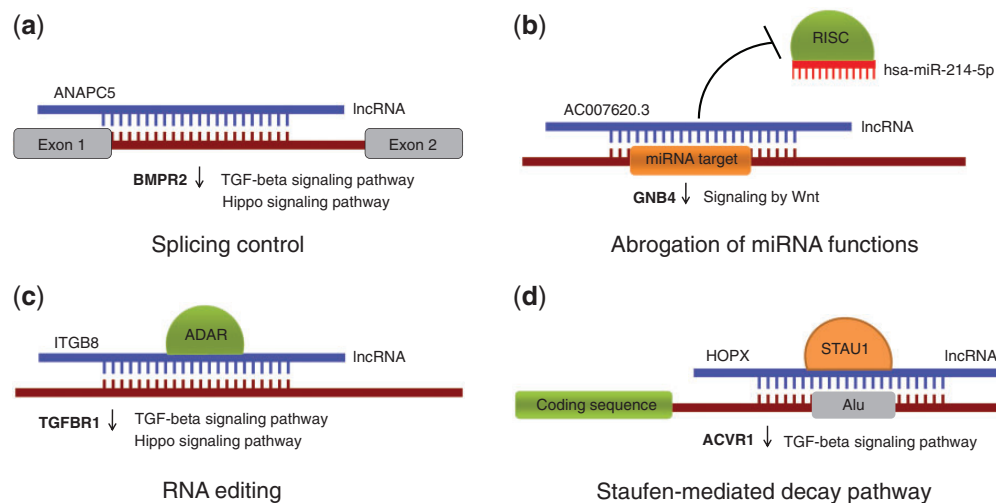 (a)
ANAPC5
lncRNA
Exon 1
Exon 2
BMPR2 ↓ TGF-beta signaling pathway
Hippo signaling pathway
Splicing control
(b)
RISC
hsa-miR-214-5p
AC007620.3
lncRNA
miRNA target
GNB4 ↓ Signaling by Wnt
Abrogation of miRNA functions
(c)
ADAR
ITGB8
lncRNA
TGFBR1 ↓ TGF-beta signaling pathway
Hippo signaling pathway
RNA editing
(d)
STAU1
HOPX
lncRNA
Coding sequence
Alu
ACVR1 ↓ TGF-beta signaling pathway
Staufen-mediated decay pathway